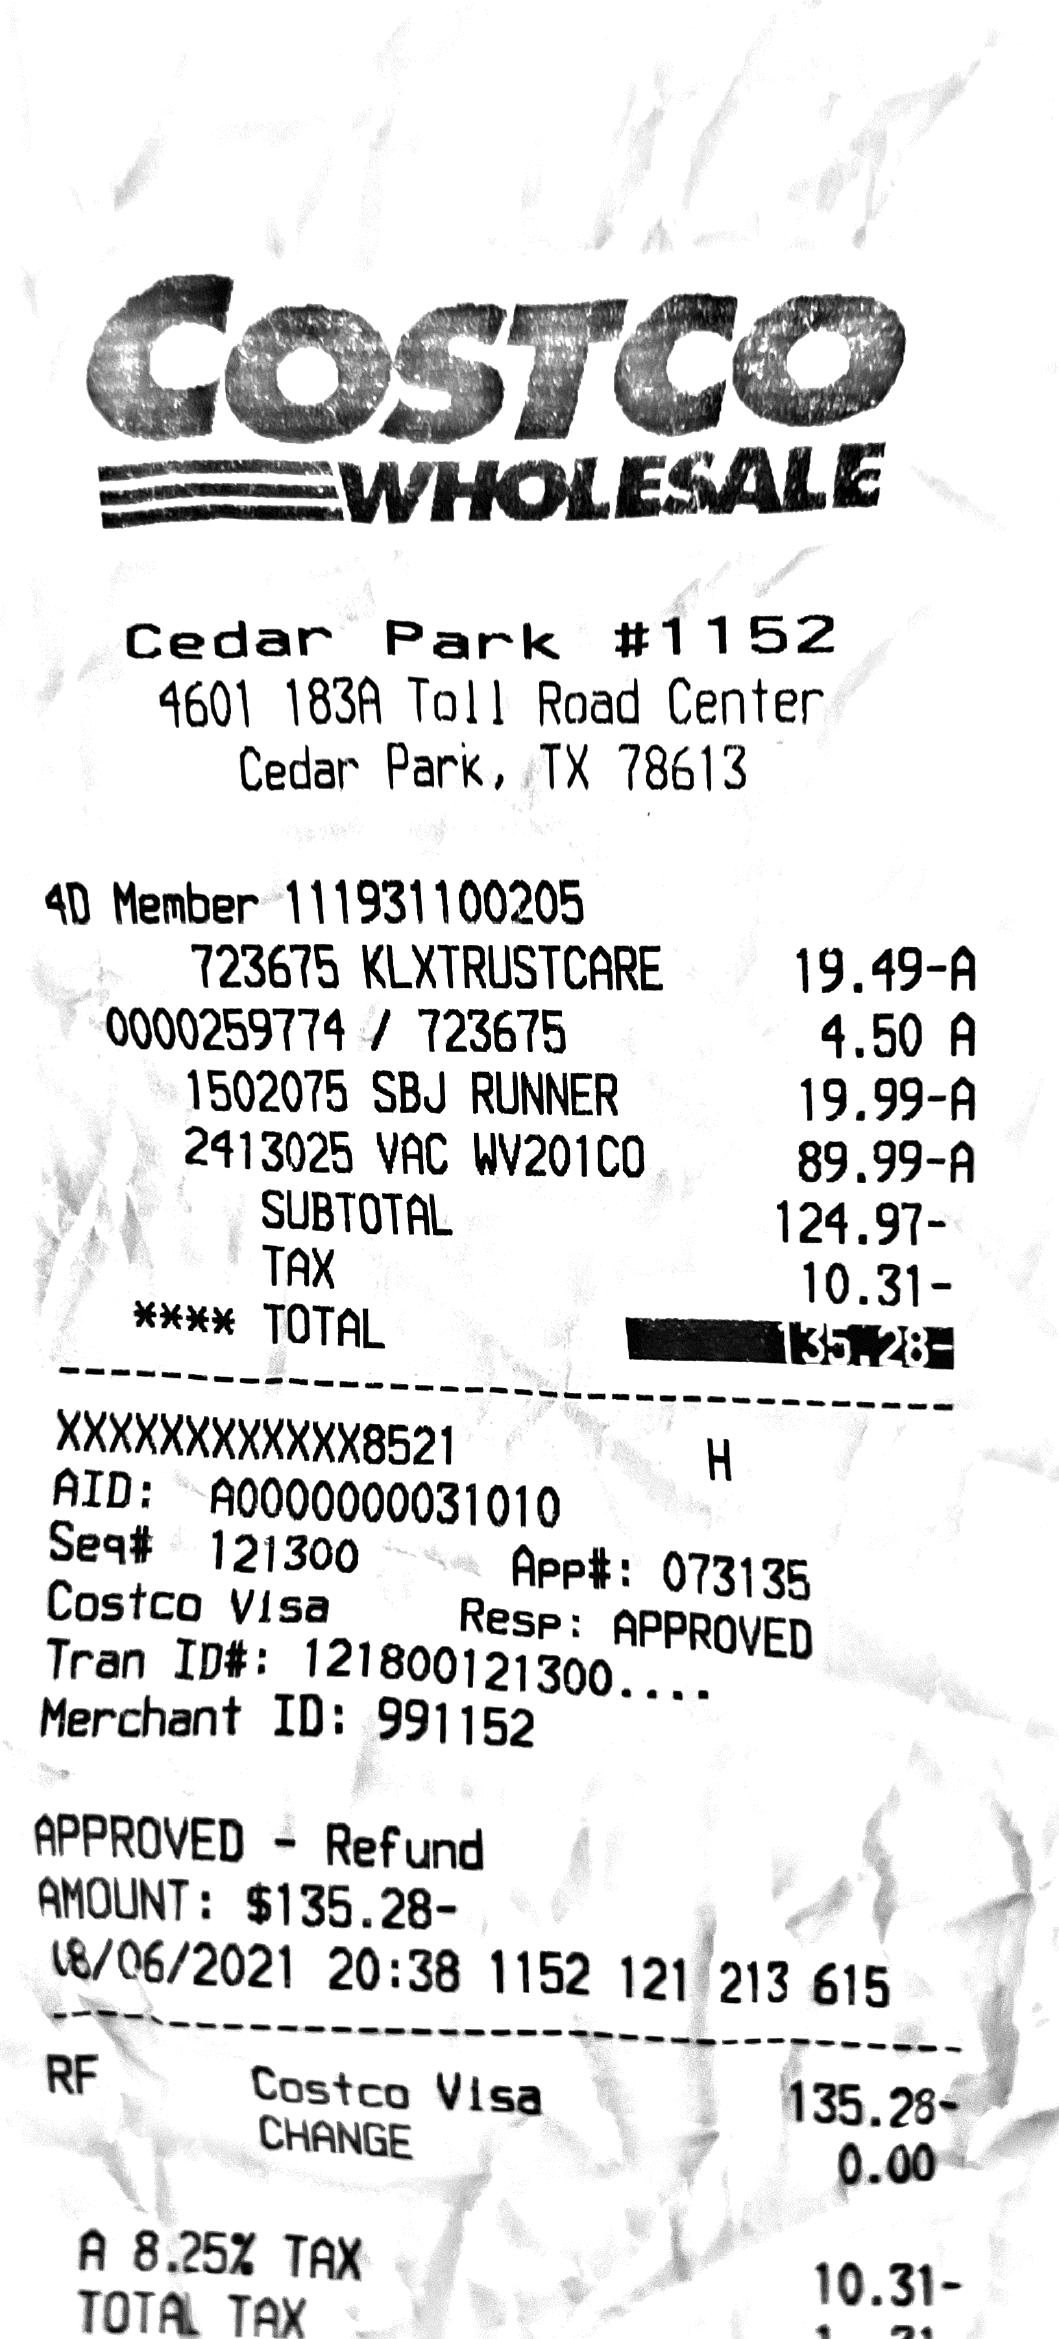 COSTCO
WHOLESALE
Cedar Park #1152
4601 183A Toll Road Center
Cedar Park, TX 78613
4D Member 111931100205
723675 KLXTRUSTCARE 19.49-A
0000259774 / 723675 4.50 A
1502075 SBJ RUNNER 19.99-A
2413025 VAC WV201CO 89.99-A
SUBTOTAL 124.97-
TAX 10.31-
**** TOTAL 135.28-
XXXXXXXXXXXX8521 H
AID: A0000000031010
Seq# 121300 App#: 073135
Costco Visa Resp: APPROVED
Tran ID#: 121800121300....
Merchant ID: 991152
APPROVED - Refund
AMOUNT: $135.28-
08/06/2021 20:38 1152 121 213 615
RF Costco Visa 135.28-
CHANGE 0.00
A 8.25% TAX 10.31-
TOTAL TAX